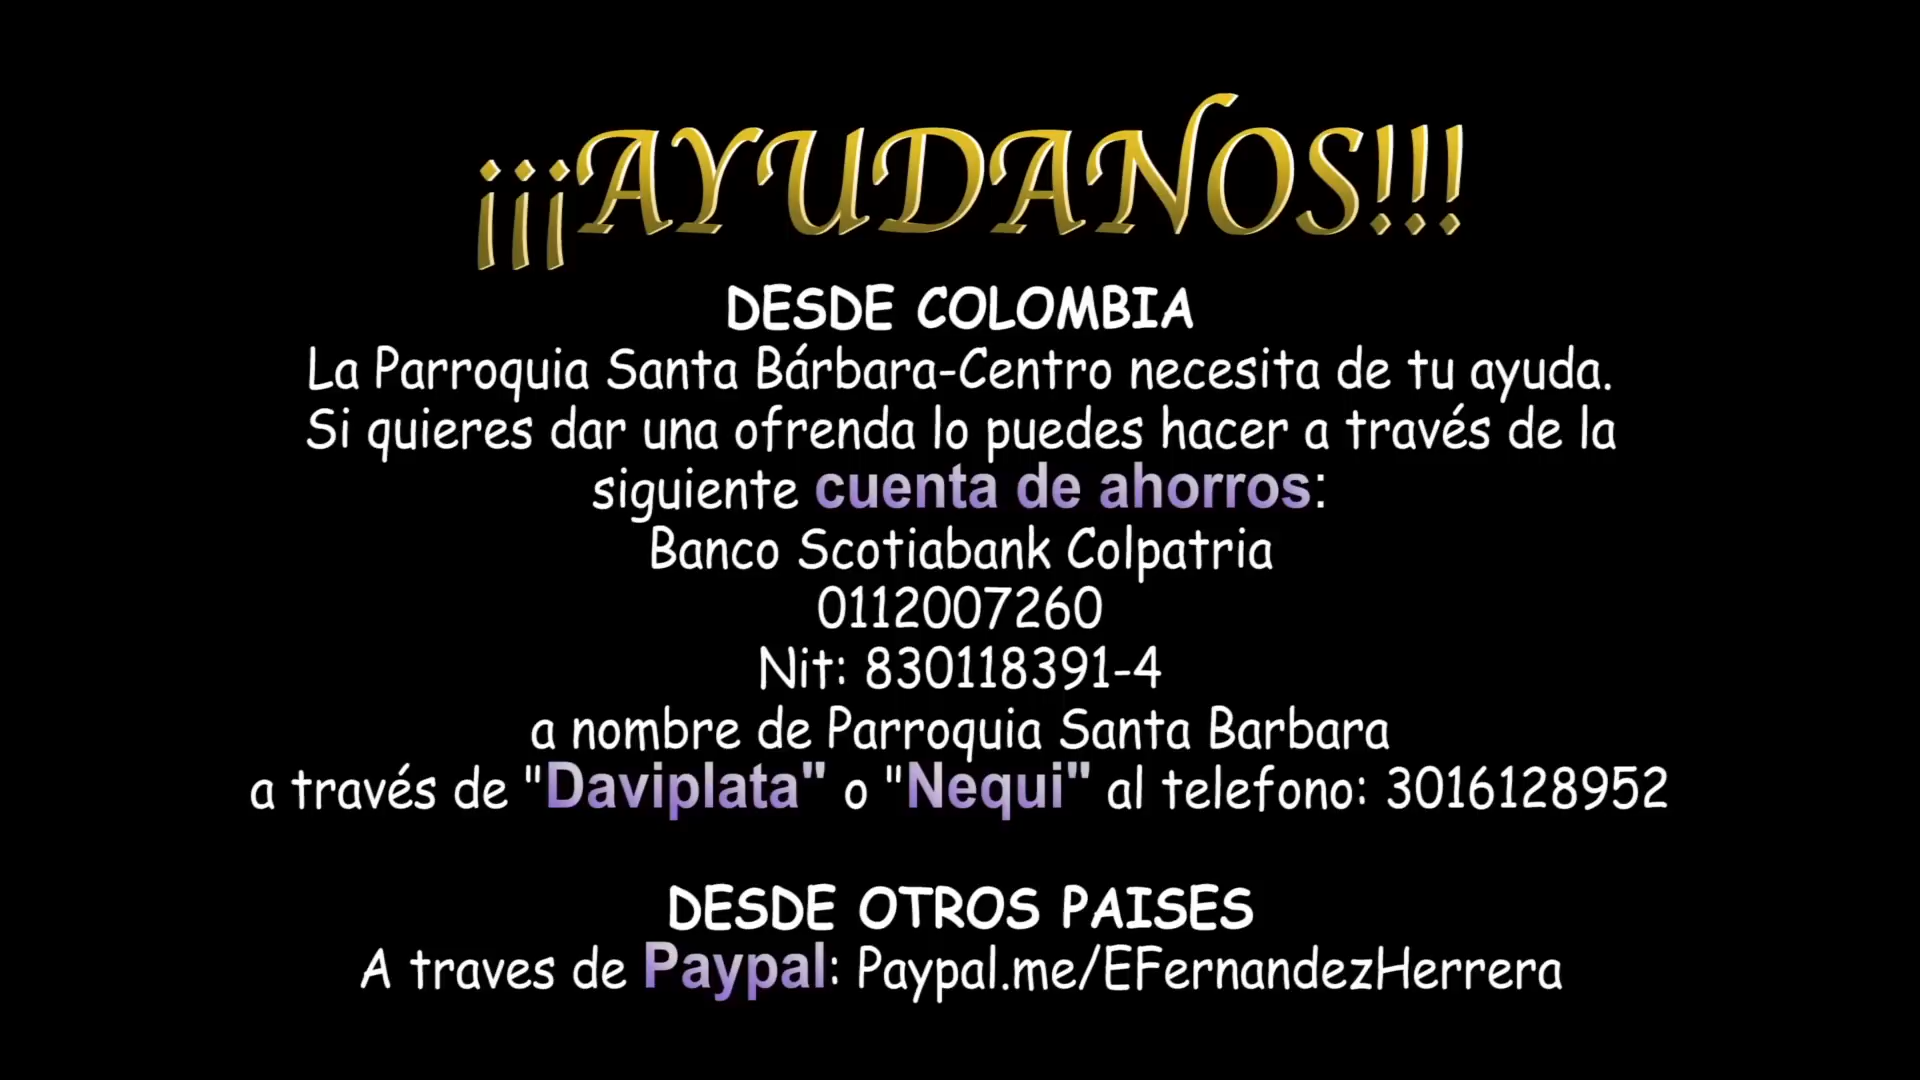 ¡¡¡AYUDANOS!!!
DESDE COLOMBIA
La Parroquia Santa Bárbara-Centro necesita de tu ayuda.
Si quieres dar una ofrenda lo puedes hacer a través de la
siguiente cuenta de ahorros:
Banco Scotiabank Colpatria
0112007260
Nit: 830118391-4
a nombre de Parroquia Santa Barbara
a través de "Daviplata" o "Nequi" al telefono: 3016128952
DESDE OTROS PAISES
A traves de Paypal: Paypal.me/EFernandezHerrera